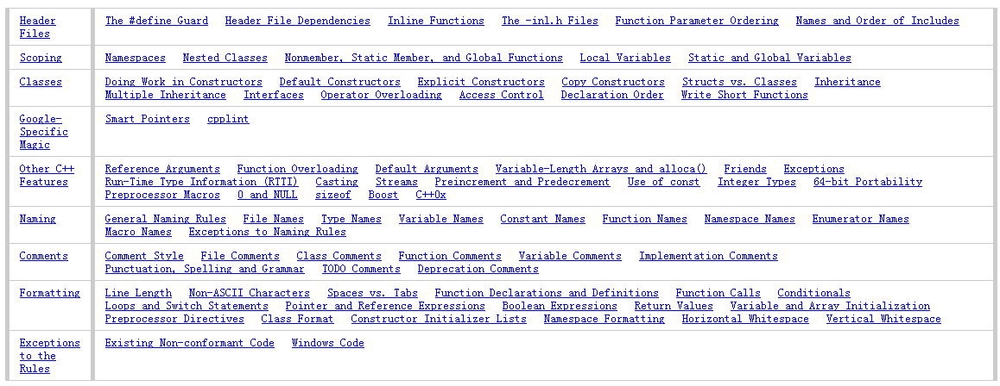 Header Files
The #define Guard Header File Dependencies Inline Functions The -inl.h Files Function Parameter Ordering Names and Order of Includes
Scoping
Namespaces Nested Classes Nonmember, Static Member, and Global Functions Local Variables Static and Global Variables
Classes
Doing Work in Constructors Default Constructors Explicit Constructors Copy Constructors Structs vs. Classes Inheritance
Multiple Inheritance Interfaces Operator Overloading Access Control Declaration Order Write Short Functions
Google-
Specific
Magic
Smart Pointers cpplint
Other C++
Features
Reference Arguments Function Overloading Default Arguments Variable-Length Arrays and alloca() Friends Exceptions
Run-Time Type Information (RTTI) Casting Streams Preincrement and Predecrement Use of const Integer Types 64-bit Portability
Preprocessor Macros 0 and NULL sizeof Boost C++0x
Naming
General Naming Rules File Names Type Names Variable Names Constant Names Function Names Namespace Names Enumerator Names
Macro Names Exceptions to Naming Rules
Comments
Comment Style File Comments Class Comments Function Comments Variable Comments Implementation Comments
Punctuation, Spelling and Grammar TODO Comments Deprecation Comments
Formatting
Line Length Non-ASCII Characters Spaces vs. Tabs Function Declarations and Definitions Function Calls Conditionals
Loops and Switch Statements Pointer and Reference Expressions Boolean Expressions Return Values Variable and Array Initialization
Preprocessor Directives Class Format Constructor Initializer Lists Namespace Formatting Horizontal Whitespace Vertical Whitespace
Exceptions
to the
Rules
Existing Non-conformant Code Windows Code